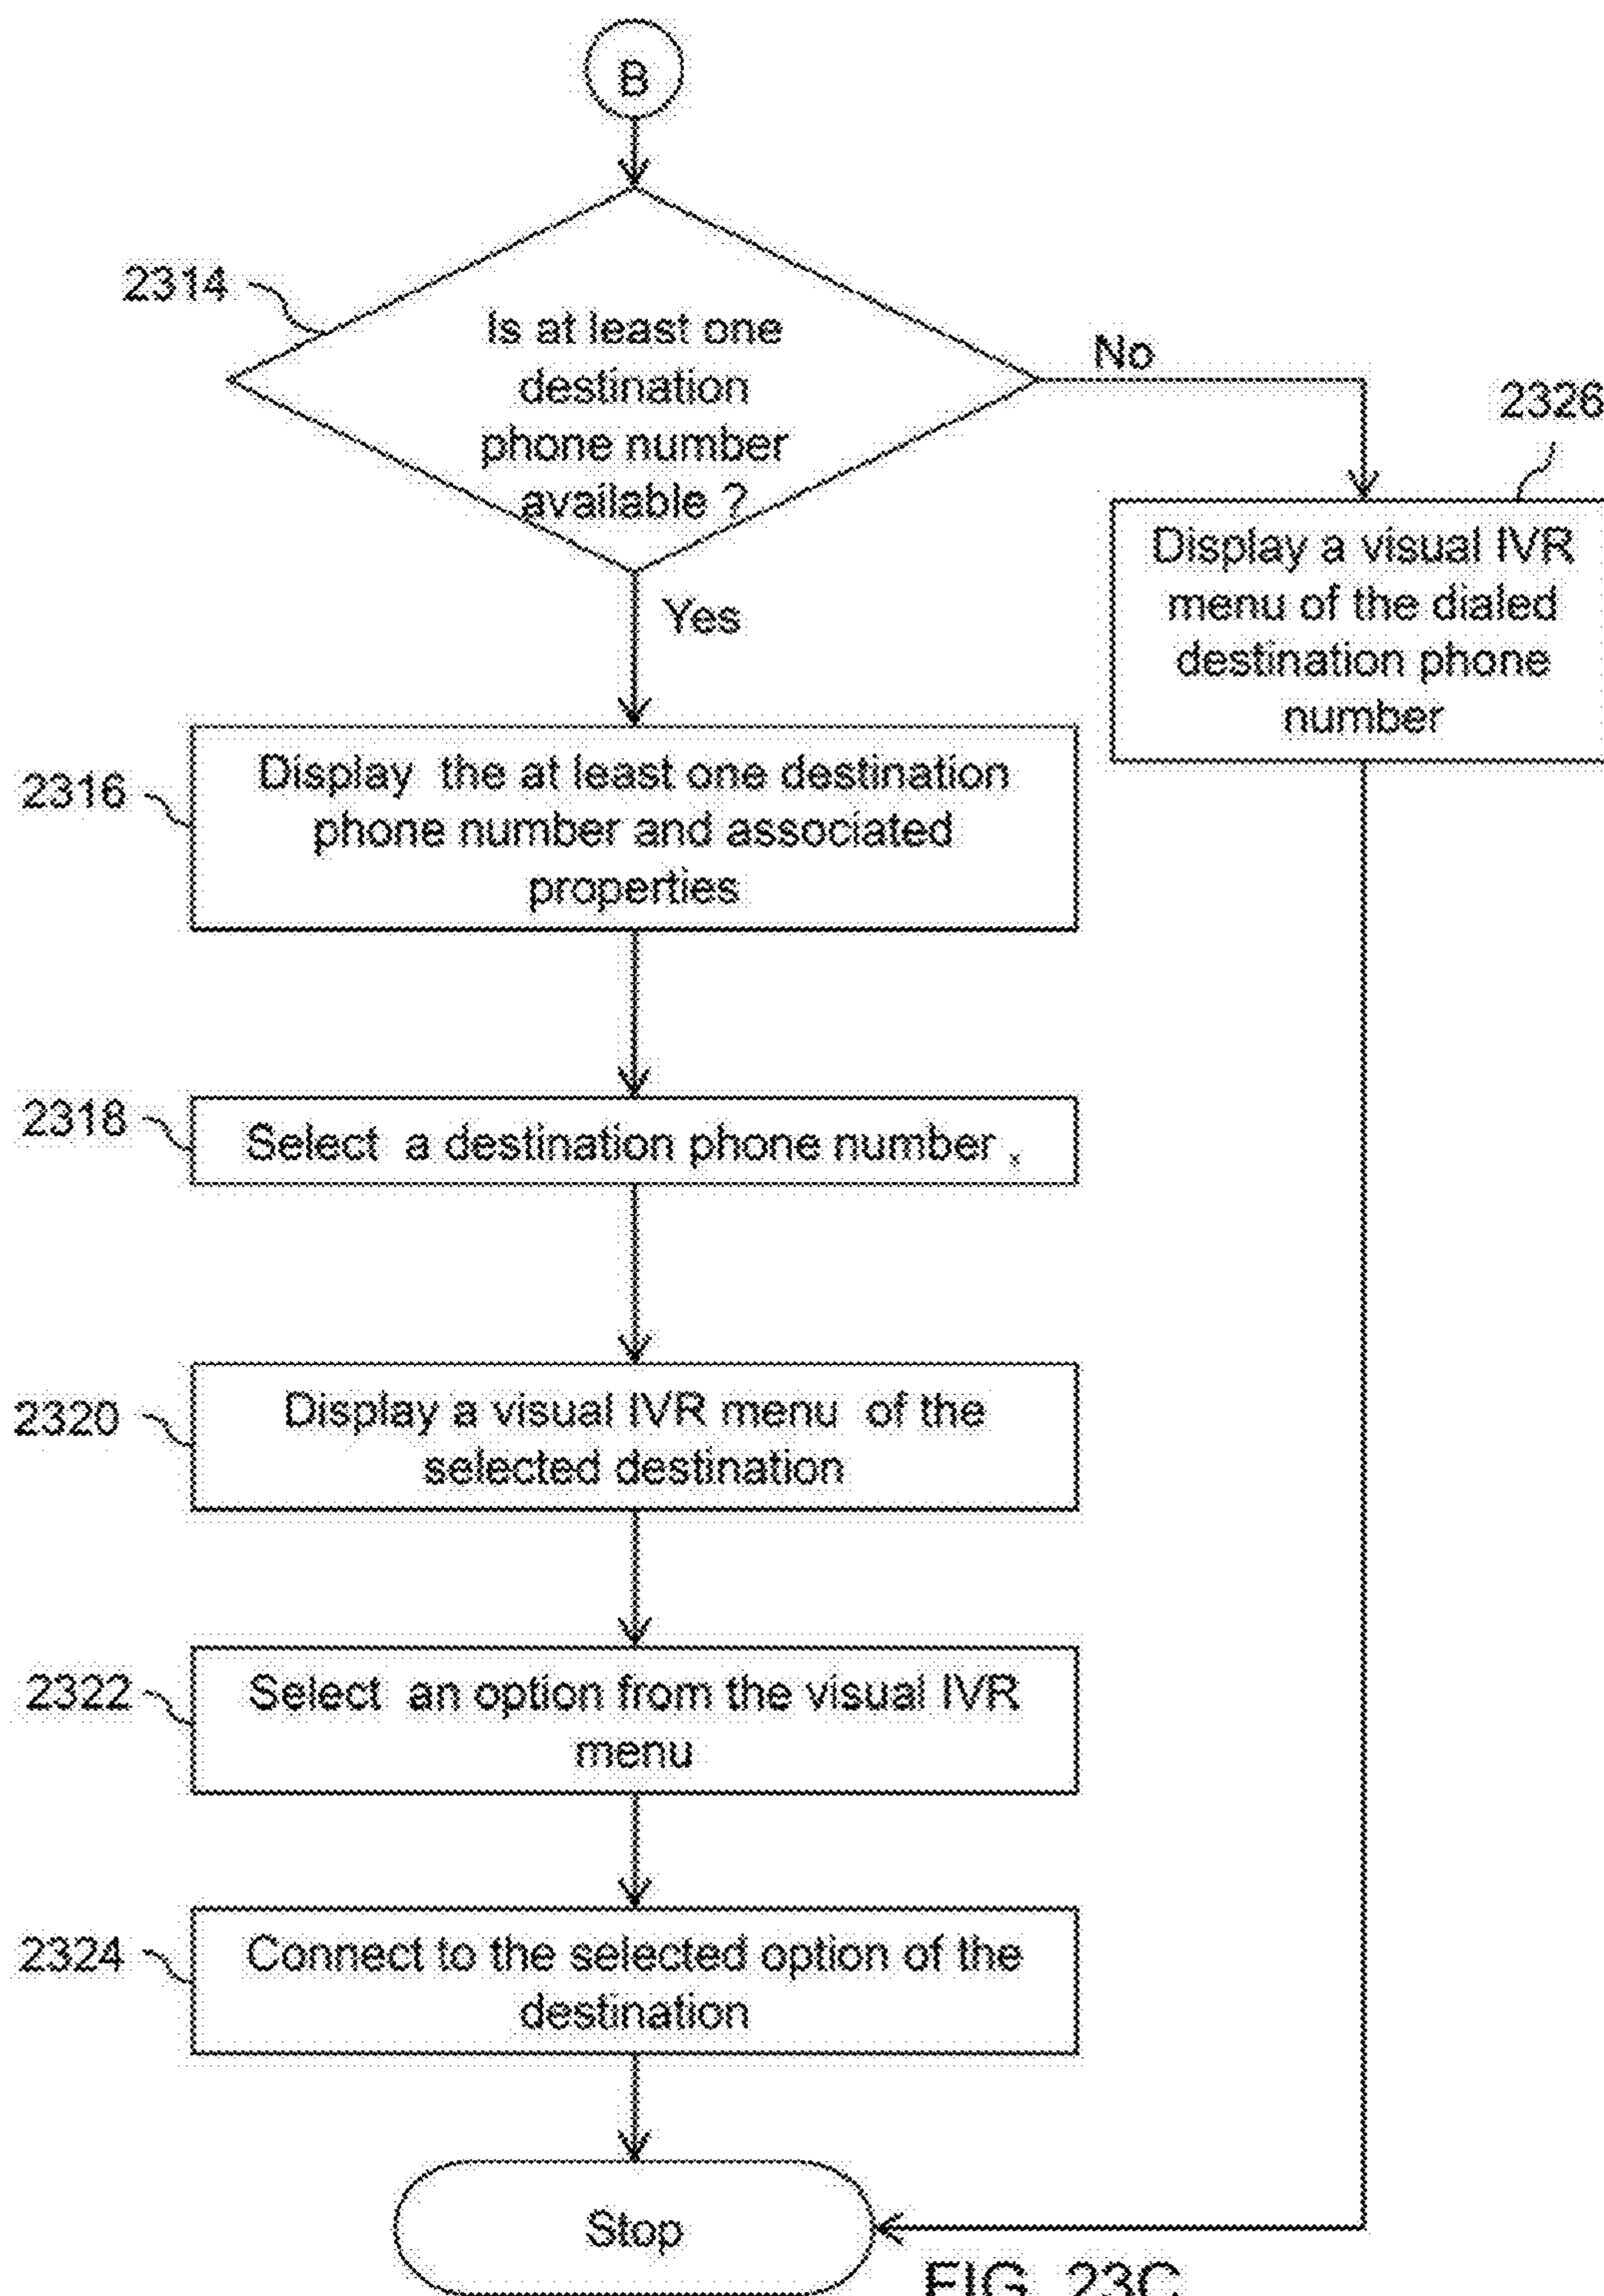 B
2314
Is at least one
destination
phone number
available ?
No
2326
Display a visual IVR
menu of the dialed
destination phone
number
Yes
2316
Display the at least one destination
phone number and associated
properties
2318
Select a destination phone number .
2320
Display a visual IVR menu of the
selected destination
2322
Select an option from the visual IVR
menu
2324
Connect to the selected option of the
destination
Stop
FIG. 23C